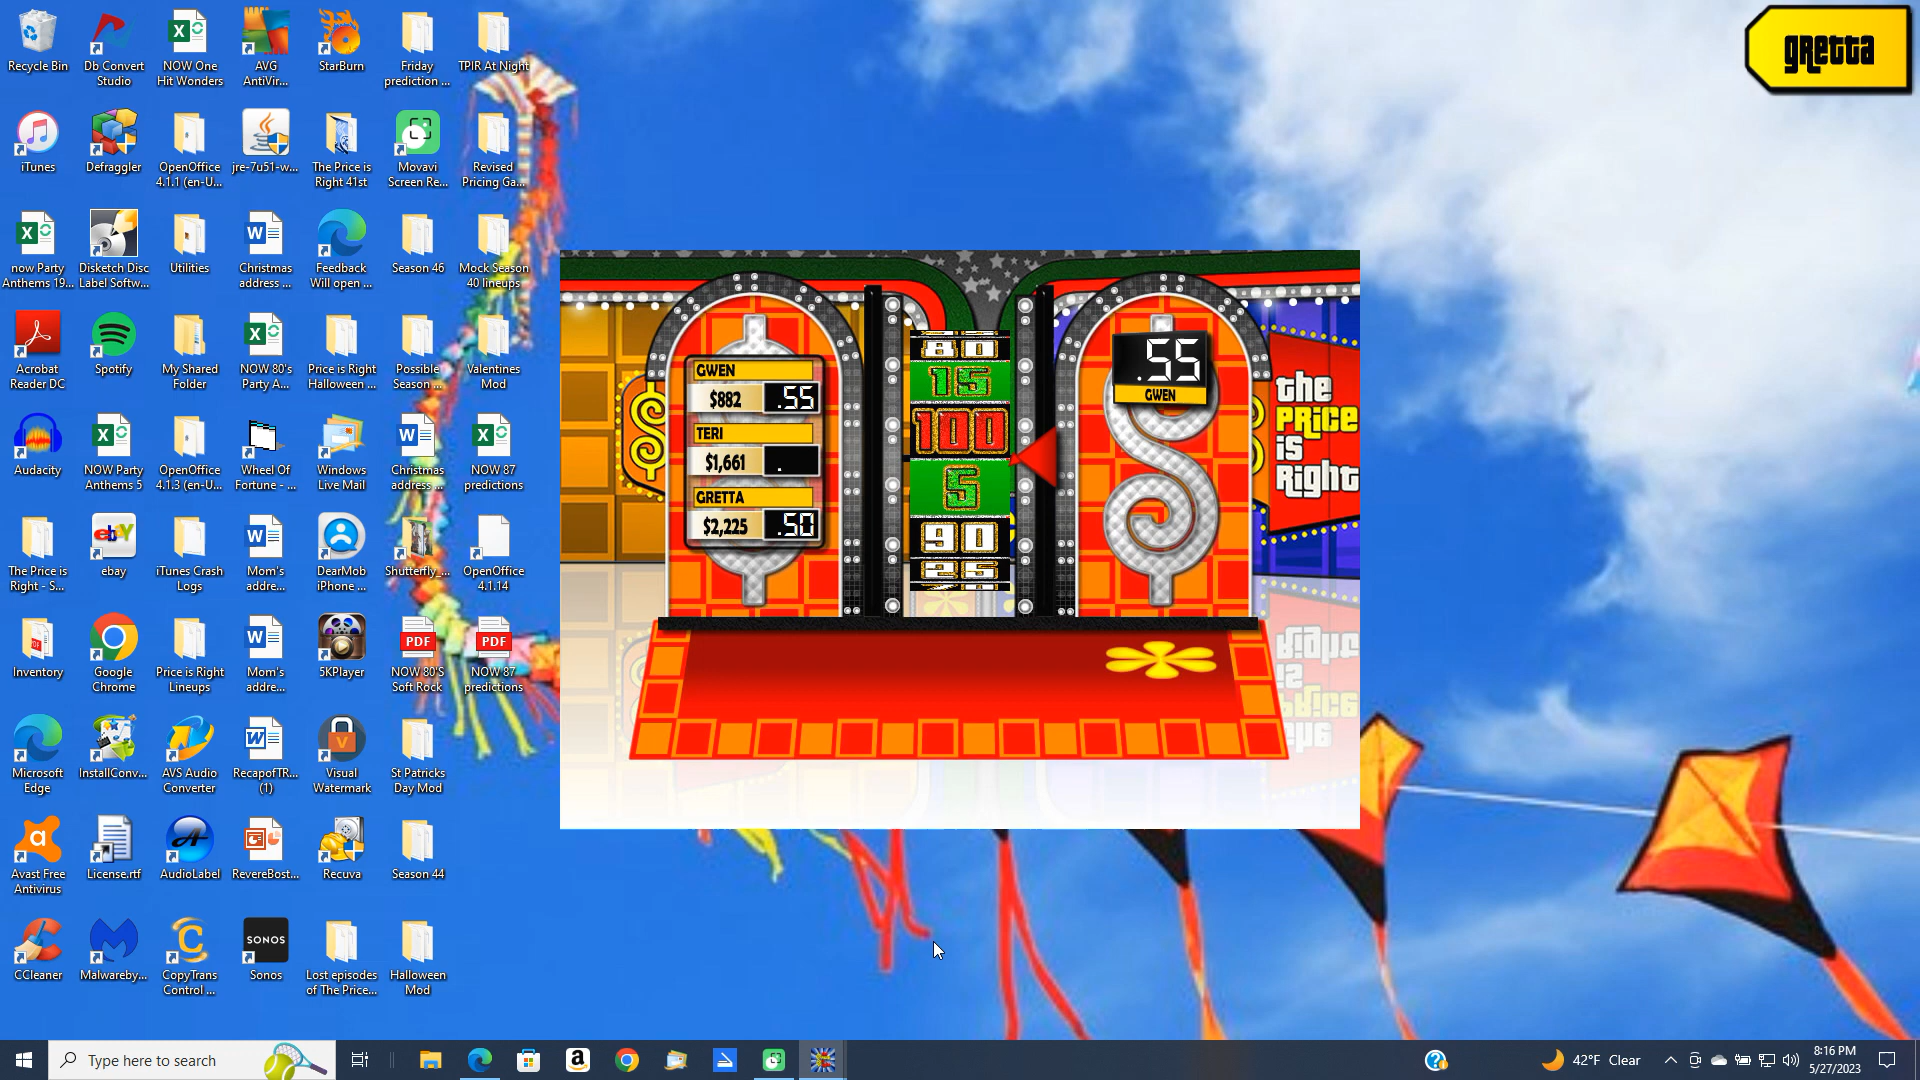 Recycle Bin
Db Convert
Studio
NOW One
Hit Wonders
AVG
AntiVir...
StarBurn
Friday
prediction ...
TPIR At Night
gretta
iTunes
Defraggler
OpenOffice
4.1.1 (en-U...
jre-7u51-w...
The Price is
Right 41st
Movavi
Screen Re...
Revised
Pricing Ga...
now Party
Anthems 19...
Disketch Disc
Label Softw...
Utilities
Christmas
address ...
Feedback
Will open ...
Season 46
Mock Season
40 lineups
Acrobat
Reader DC
Spotify
My Shared
Folder
NOW 80's
Party A...
Price is Right
Halloween ...
Possible
Season ...
Valentines
Mod
Audacity
NOW Party
Anthems 5
OpenOffice
4.1.3 (en-U...
Wheel Of
Fortune - ...
Windows
Live Mail
Christmas
address ...
NOW 87
predictions
The Price is
Right - S...
ebay
ebay
iTunes Crash
Logs
Mom's
addre...
DearMob
iPhone ...
Shutterfly_...
OpenOffice
4.1.14
Inventory
Google
Chrome
Price is Right
Lineups
Mom's
addre...
5KPlayer
PDF
NOW 80'S
Soft Rock
PDF
NOW 87
predictions
Microsoft
Edge
InstallConv...
AVS Audio
Converter
RecapofTR...
(1)
Visual
Watermark
St Patricks
Day Mod
Avast Free
Antivirus
License.rtf
AudioLabel
RevereBost...
Recuva
Season 44
CCleaner
Malwareby...
CopyTrans
Control ...
SONOS
Sonos
Lost episodes
of The Price...
Halloween
Mod
GWEN
$882 .55
TERI
$1,661 .
GRETTA
$2,225 .50
80
15
100
5
90
25
.55
GWEN
the
PRICE
is
Right
Type here to search
42°F Clear
8:16 PM
5/27/2023